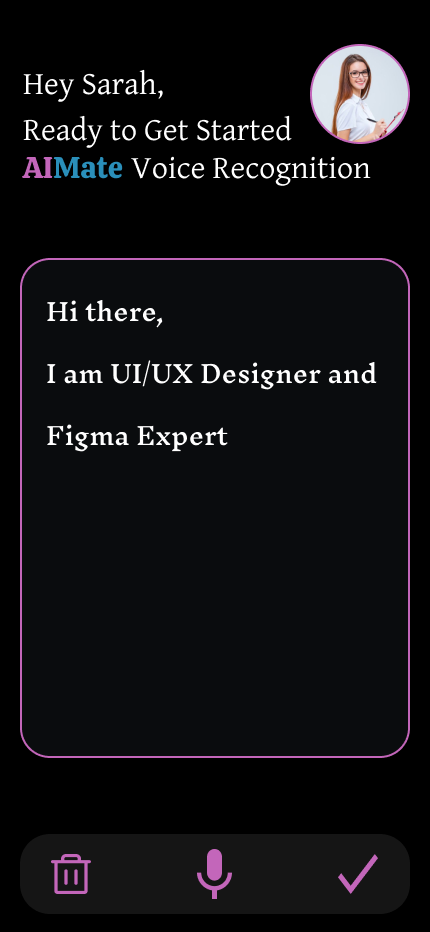 Hey Sarah,
Ready to Get Started
AIMate Voice Recognition
Hi there,
I am UI/UX Designer and
Figma Expert